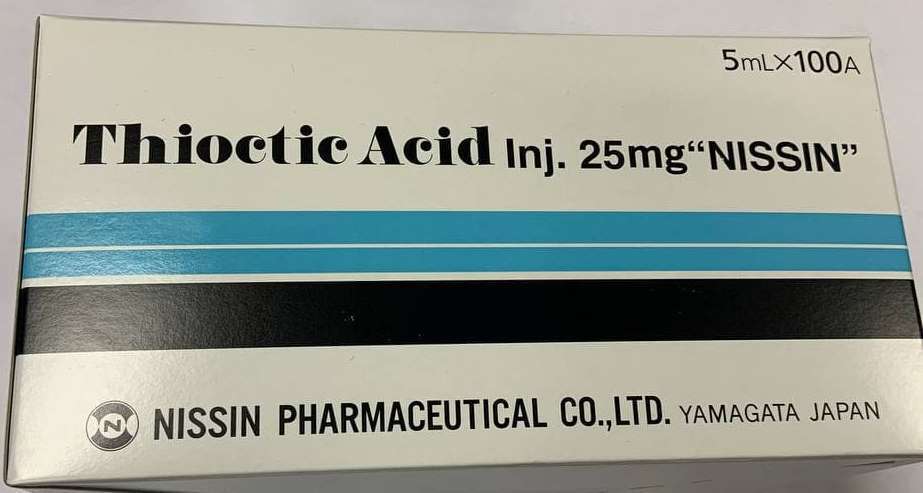 5mL×100A
Thioctic Acid Inj. 25mg“NISSIN”
N NISSIN PHARMACEUTICAL CO.,LTD. YAMAGATA JAPAN